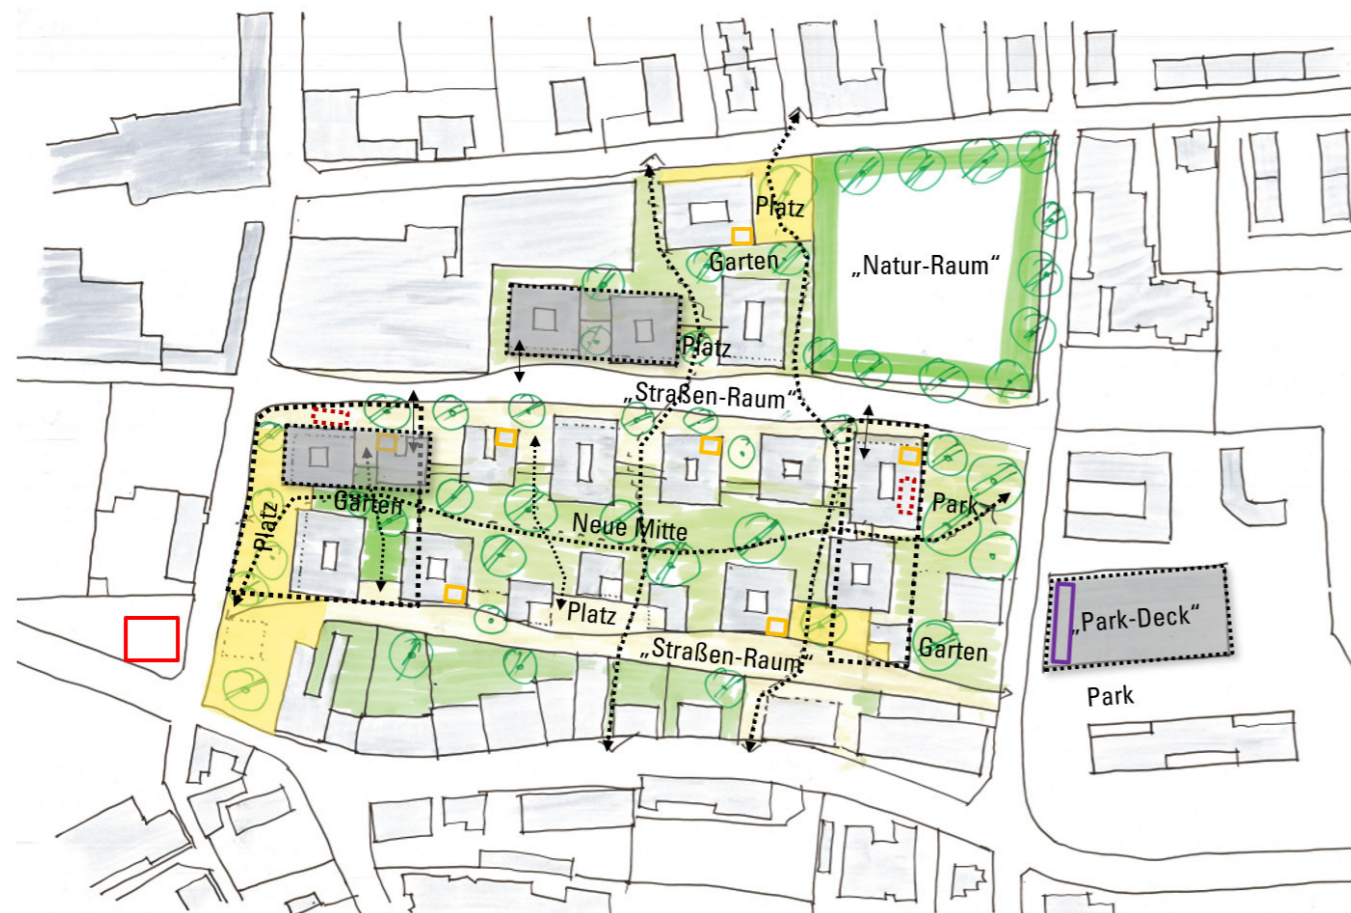 Platz
Garten
„Natur-Raum“
Platz
„Straßen-Raum“
Garten
Park
Platz
Neue Mitte
Platz
„Park-Deck“
„Straßen-Raum“
Garten
Park